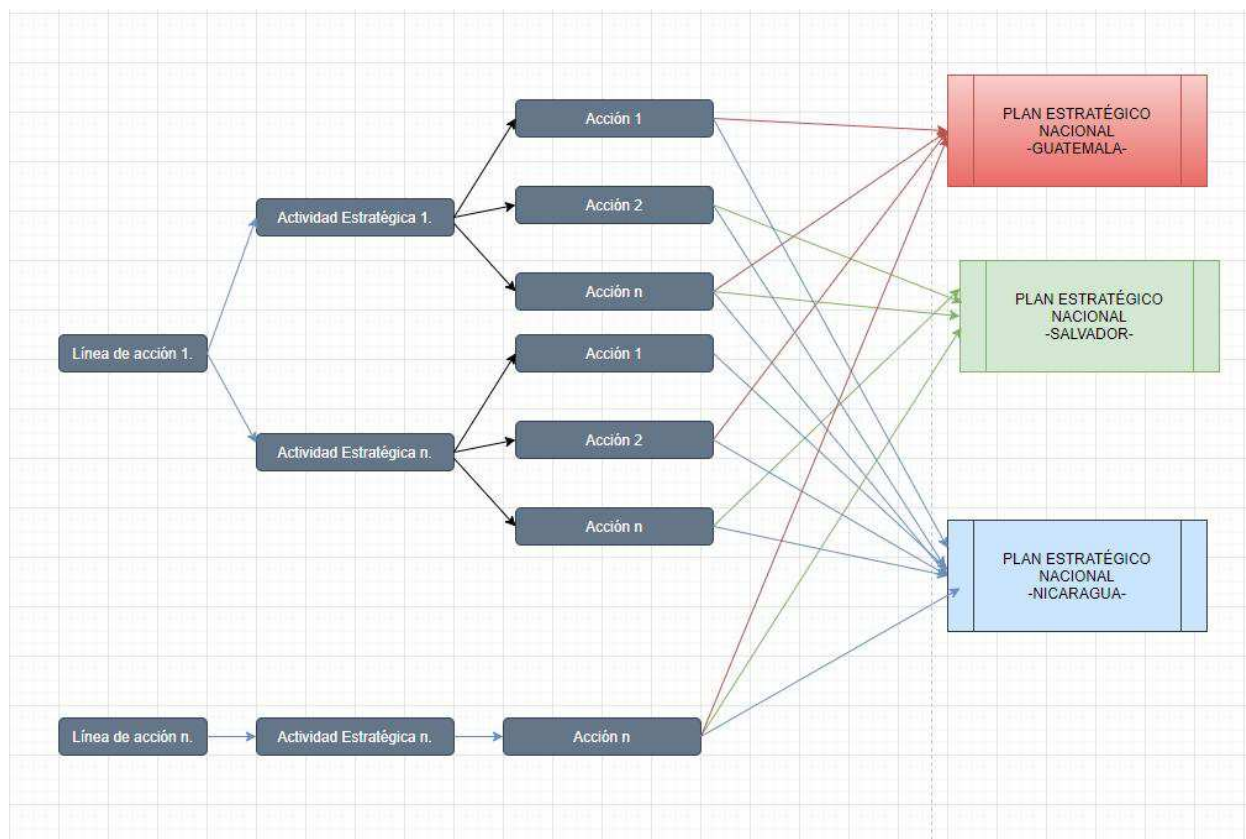 Acción 1
PLAN ESTRATÉGICO
NACIONAL
-GUATEMALA-
Acción 2
Actividad Estratégica 1.
Acción n
PLAN ESTRATÉGICO
NACIONAL
-SALVADOR-
Línea de acción 1.
Acción 1
Acción 2
Actividad Estratégica n.
Acción n
PLAN ESTRATÉGICO
NACIONAL
-NICARAGUA-
Línea de acción n.
Actividad Estratégica n.
Acción n